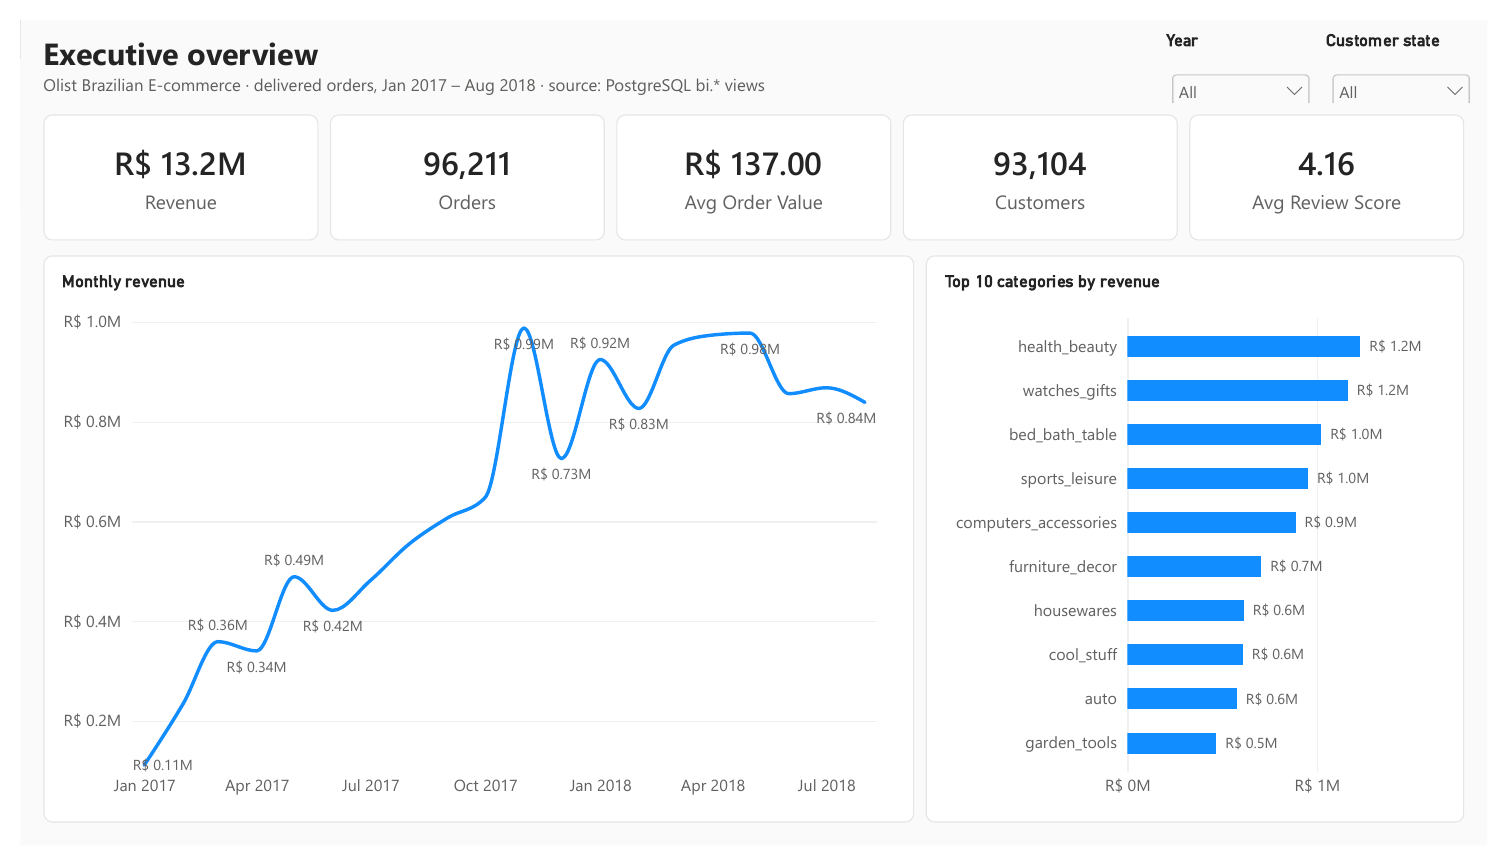 Executive overview
Olist Brazilian E-commerce · delivered orders, Jan 2017 – Aug 2018 · source: PostgreSQL bi.* views
Year
All
Customer state
All
R$ 13.2M
Revenue
96,211
Orders
R$ 137.00
Avg Order Value
93,104
Customers
4.16
Avg Review Score
Monthly revenue
R$ 1.0M
R$ 0.8M
R$ 0.6M
R$ 0.4M
R$ 0.2M
R$ 0.11M
R$ 0.36M
R$ 0.34M
R$ 0.49M
R$ 0.42M
R$ 0.99M
R$ 0.73M
R$ 0.92M
R$ 0.83M
R$ 0.98M
R$ 0.84M
Jan 2017
Apr 2017
Jul 2017
Oct 2017
Jan 2018
Apr 2018
Jul 2018
Top 10 categories by revenue
health_beauty R$ 1.2M
watches_gifts R$ 1.2M
bed_bath_table R$ 1.0M
sports_leisure R$ 1.0M
computers_accessories R$ 0.9M
furniture_decor R$ 0.7M
housewares R$ 0.6M
cool_stuff R$ 0.6M
auto R$ 0.6M
garden_tools R$ 0.5M
R$ 0M
R$ 1M